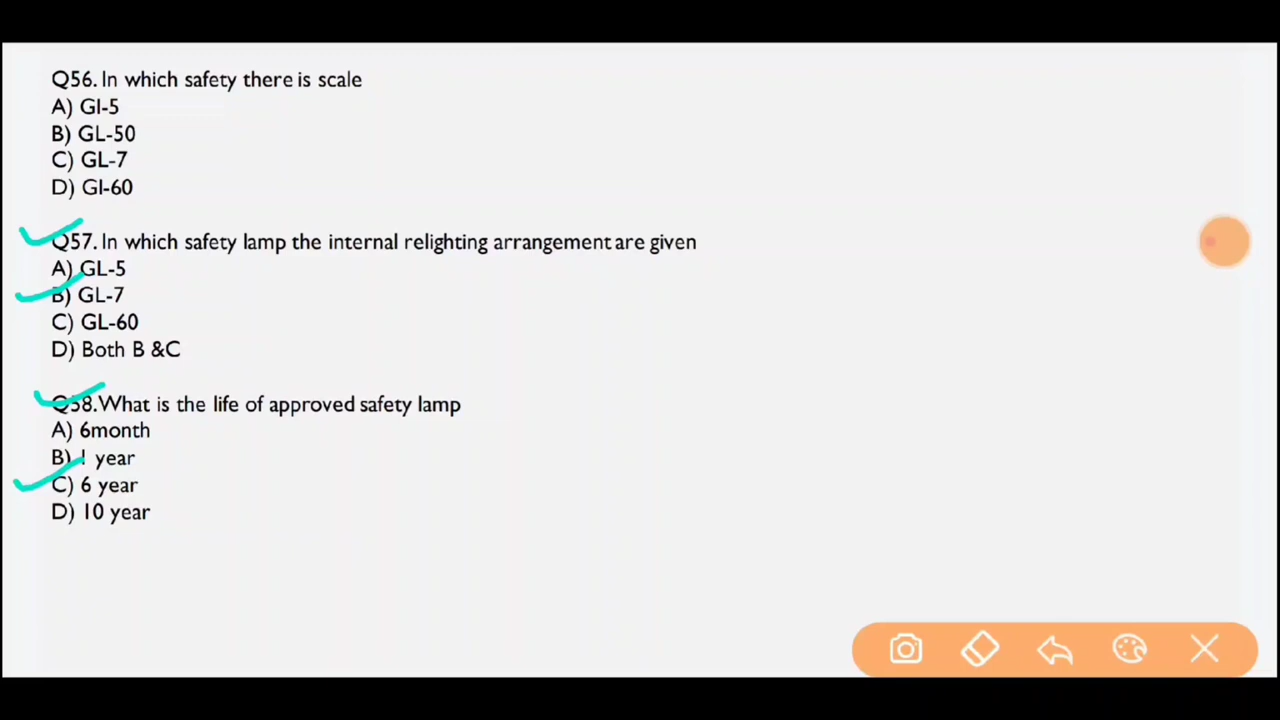 Q56. In which safety there is scale
A) GI-5
B) GL-50
C) GL-7
D) GI-60
Q57. In which safety lamp the internal relighting arrangement are given
A) GL-5
B) GL-7
C) GL-60
D) Both B &C
Q58.What is the life of approved safety lamp
A) 6month
B) 1 year
C) 6 year
D) 10 year